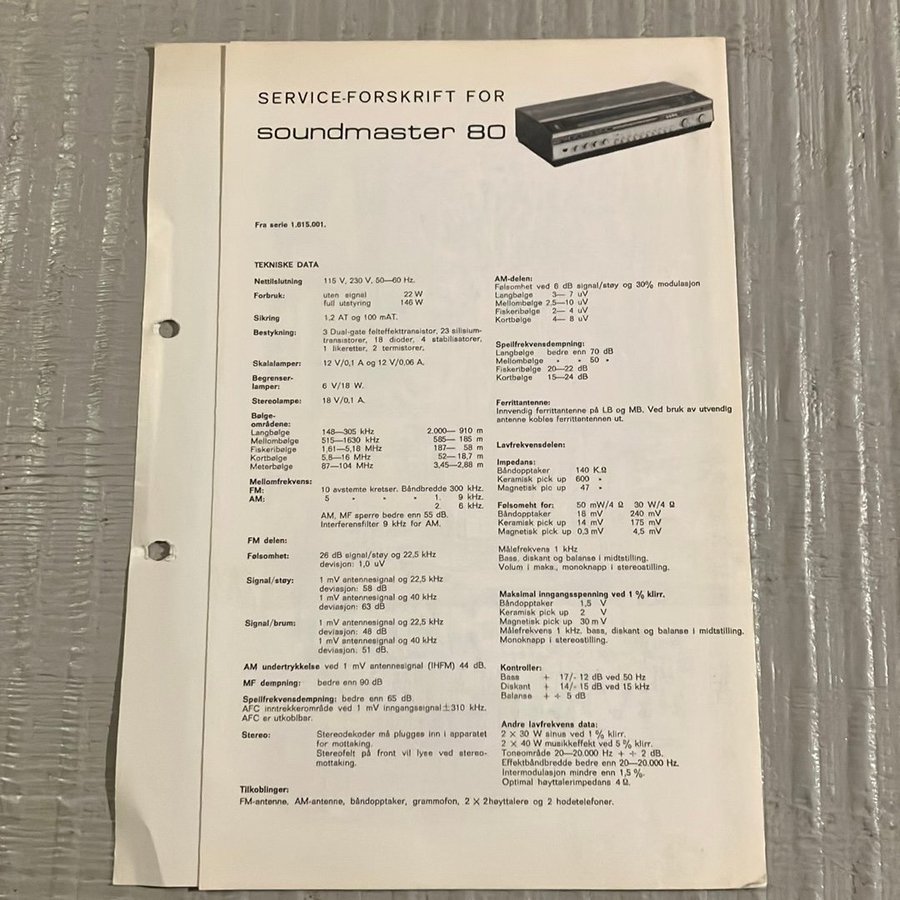 SERVICE-FORSKRIFT FOR
soundmaster 80
Fra serie 1.615.001.
TEKNISKE DATA
Nettilslutning 115 V, 230 V, 50—60 Hz.
Forbruk: uten signal 22 W
full utstyring 146 W
Sikring 1,2 AT og 100 mAT.
Bestykning: 3 Dual-gate felteffekttransistor, 23 silisium-
transistorer, 18 dioder, 4 stabilisatorer,
1 likeretter, 2 termistorer.
Skalalamper: 12 V/0,1 A og 12 V/0,06 A.
Begrenser-
lamper: 6 V/18 W.
Stereolampe: 18 V/0,1 A.
Bølge-
områdene:
Langbølge 148—305 kHz 2.000— 910 m
Mellombølge 515—1630 kHz 585— 185 m
Fiskeribølge 1,61—5,18 MHz 187— 58 m
Kortbølge 5,8—16 MHz 52—18,7 m
Meterbølge 87—104 MHz 3,45—2,88 m
Mellomfrekvens:
FM: 10 avstemte kretser. Båndbredde 300 kHz.
AM: 5 » » » 1. 9 kHz.
2. 6 kHz.
AM, MF sperre bedre enn 55 dB.
Interferensfilter 9 kHz for AM.
FM delen:
Følsomhet: 26 dB signal/støy og 22,5 kHz
devisjon: 1,0 uV
Signal/støy: 1 mV antennesignal og 22,5 kHz
deviasjon: 58 dB
1 mV antennesignal og 40 kHz
deviasjon: 63 dB
Signal/brum: 1 mV antennesignal og 22,5 kHz
deviasjon: 48 dB
1 mV antennesignal og 40 kHz
deviasjon: 51 dB.
AM undertrykkelse ved 1 mV antennesignal (IHFM) 44 dB.
MF dempning: bedre enn 90 dB
Speilfrekvensdempning: bedre enn 65 dB
AFC inntrekkerområde ved 1 mV inngangsignal ±310 kHz.
AFC er utkoblbar.
Stereo: Stereodekoder må plugges inn i apparatet
for mottaking.
Stereofelt på front vil lyse ved stereo-
mottaking.
Tilkoblinger:
FM-antenne, AM-antenne, båndopptaker, grammofon, 2 X 2høyttalere og 2 hodetelefoner.
AM-delen:
Følsomhet ved 6 dB signal/støy og 30% modulasjon
Langbølge 3— 7 uV
Mellombølge 2,5—10 uV
Fiskeribølge 2— 4 uV
Kortbølge 4— 8 uV
Speilfrekvensdempning:
Langbølge bedre enn 70 dB
Mellombølge » » 50 »
Fiskeribølge 20—22 dB
Kortbølge 15—24 dB
Ferrittantenne:
Innvendig ferrittantenne på LB og MB. Ved bruk av utvendig
antenne kobles ferrittantennen ut.
Lavfrekvensdelen:
Impedans:
Båndopptaker 140 KΩ
Keramisk pick up 600 »
Magnetisk pic up 47 »
Følsomeht for: 50 mW/4 Ω 30 W/4 Ω
Båndopptaker 18 mV 240 mV
Keramisk pick up 14 mV 175 mV
Magnetisk pick up 0,3 mV 4,5 mV
Målefrekvens 1 kHz
Bass, diskant og balanse i midtstilling.
Volum i maks., monoknapp i stereostilling.
Maksimal inngangsspenning ved 1 % klirr.
Båndopptaker 1,5 V
Keramisk pick up 2 V
Magnetisk pick up 30 mV
Målefrekvens 1 kHz, bass, diskant og balanse i midtstilling.
Monoknapp i stereostilling.
Kontroller:
Bass + 17/- 12 dB ved 50 Hz
Diskant + 14/- 15 dB ved 15 kHz
Balanse + ÷ 5 dB
Andre lavfrekvens data:
2 X 30 W sinus ved 1 % klirr.
2 X 40 W musikkeffekt ved 5 % klirr.
Toneområde 20—20.000 Hz + ÷ 2 dB.
Effektbåndbredde bedre enn 20—20.000 Hz.
Intermodulasjon mindre enn 1,5 %.
Optimal høyttalerimpedans 4 Ω.